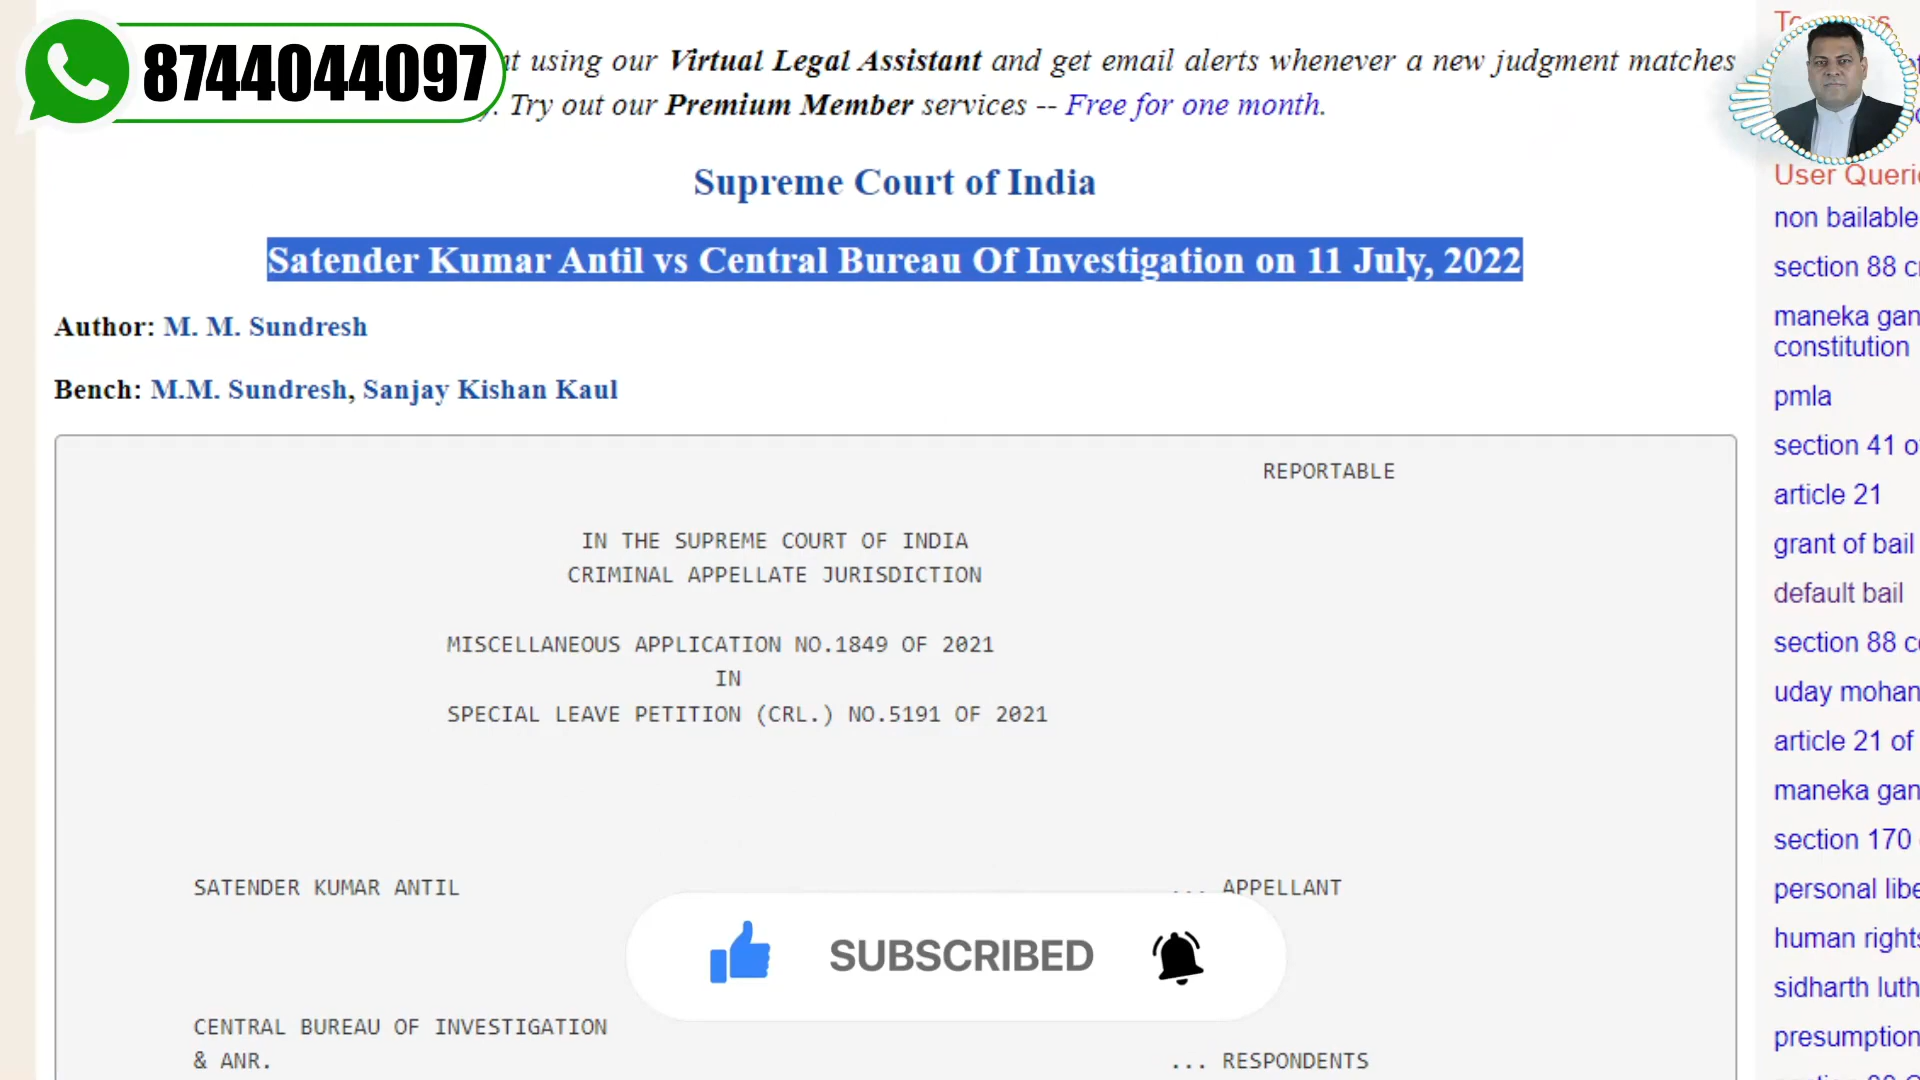 8744044097
using our Virtual Legal Assistant and get email alerts whenever a new judgment matches
Try out our Premium Member services -- Free for one month.
Supreme Court of India
Satender Kumar Antil vs Central Bureau Of Investigation on 11 July, 2022
Author: M. M. Sundresh
Bench: M.M. Sundresh, Sanjay Kishan Kaul
REPORTABLE
IN THE SUPREME COURT OF INDIA
CRIMINAL APPELLATE JURISDICTION
MISCELLANEOUS APPLICATION NO.1849 OF 2021
IN
SPECIAL LEAVE PETITION (CRL.) NO.5191 OF 2021
SATENDER KUMAR ANTIL ... APPELLANT
SUBSCRIBED
CENTRAL BUREAU OF INVESTIGATION
& ANR. ... RESPONDENTS
User Queri
non bailable
section 88 c
maneka gan
constitution
pmla
section 41 o
article 21
grant of bail
default bail
section 88 c
uday mohan
article 21 of
maneka gan
section 170
personal libe
human rights
sidharth luth
presumption